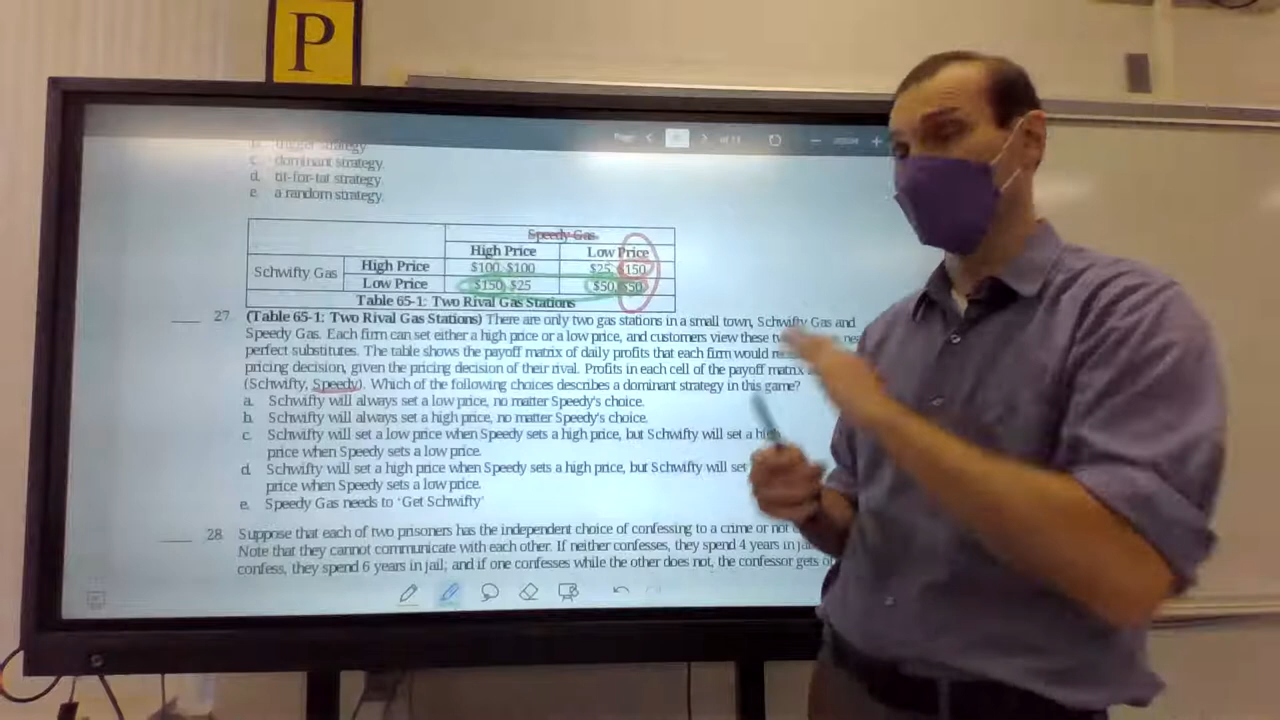 P
Page
b. trigger strategy
c. dominant strategy.
d. tit-for-tat strategy.
e. a random strategy.
Speedy Gas
High Price Low Price
Schwifty Gas High Price $100, $100 $25, $150
Low Price $150, $25 $50, $50
Table 65-1: Two Rival Gas Stations
27. (Table 65-1: Two Rival Gas Stations) There are only two gas stations in a small town, Schwifty Gas and
Speedy Gas. Each firm can set either a high price or a low price, and customers view these
perfect substitutes. The table shows the payoff matrix of daily profits that each firm would
pricing decision, given the pricing decision of their rival. Profits in each cell of the payoff matrix
(Schwifty, Speedy). Which of the following choices describes a dominant strategy in this game?
a. Schwifty will always set a low price, no matter Speedy's choice.
b. Schwifty will always set a high price, no matter Speedy's choice.
c. Schwifty will set a low price when Speedy sets a high price, but Schwifty will set a high
price when Speedy sets a low price.
d. Schwifty will set a high price when Speedy sets a high price, but Schwifty will set
price when Speedy sets a low price.
e. Speedy Gas needs to 'Get Schwifty'
28. Suppose that each of two prisoners has the independent choice of confessing to a crime or not
Note that they cannot communicate with each other. If neither confesses, they spend 4 years in
confess, they spend 6 years in jail; and if one confesses while the other does not, the confessor gets